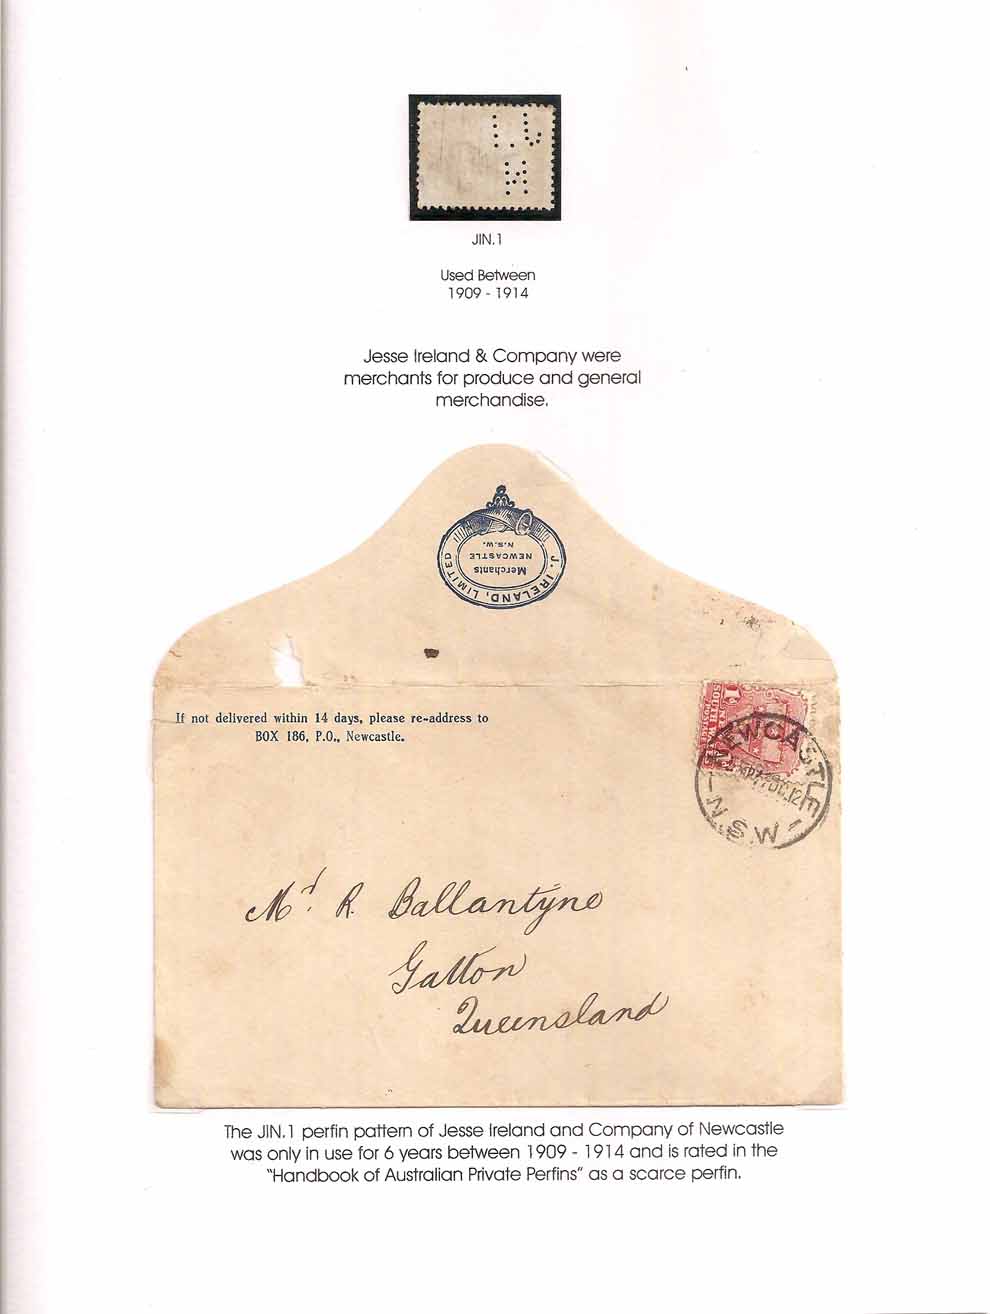 JIN.1
Used Between
1909 - 1914
Jesse Ireland & Company were
merchants for produce and general
merchandise.
J. IRELAND, LIMITED
Merchants
NEWCASTLE
N.S.W.
If not delivered within 14 days, please re-address to
BOX 186, P.O., Newcastle.
SOUTH WALES
NEWCASTLE
N.S.W
Mr. R. Ballantyne
Gatton
Queensland
The JIN.1 perfin pattern of Jesse Ireland and Company of Newcastle
was only in use for 6 years between 1909 - 1914 and is rated in the
"Handbook of Australian Private Perfins" as a scarce perfin.